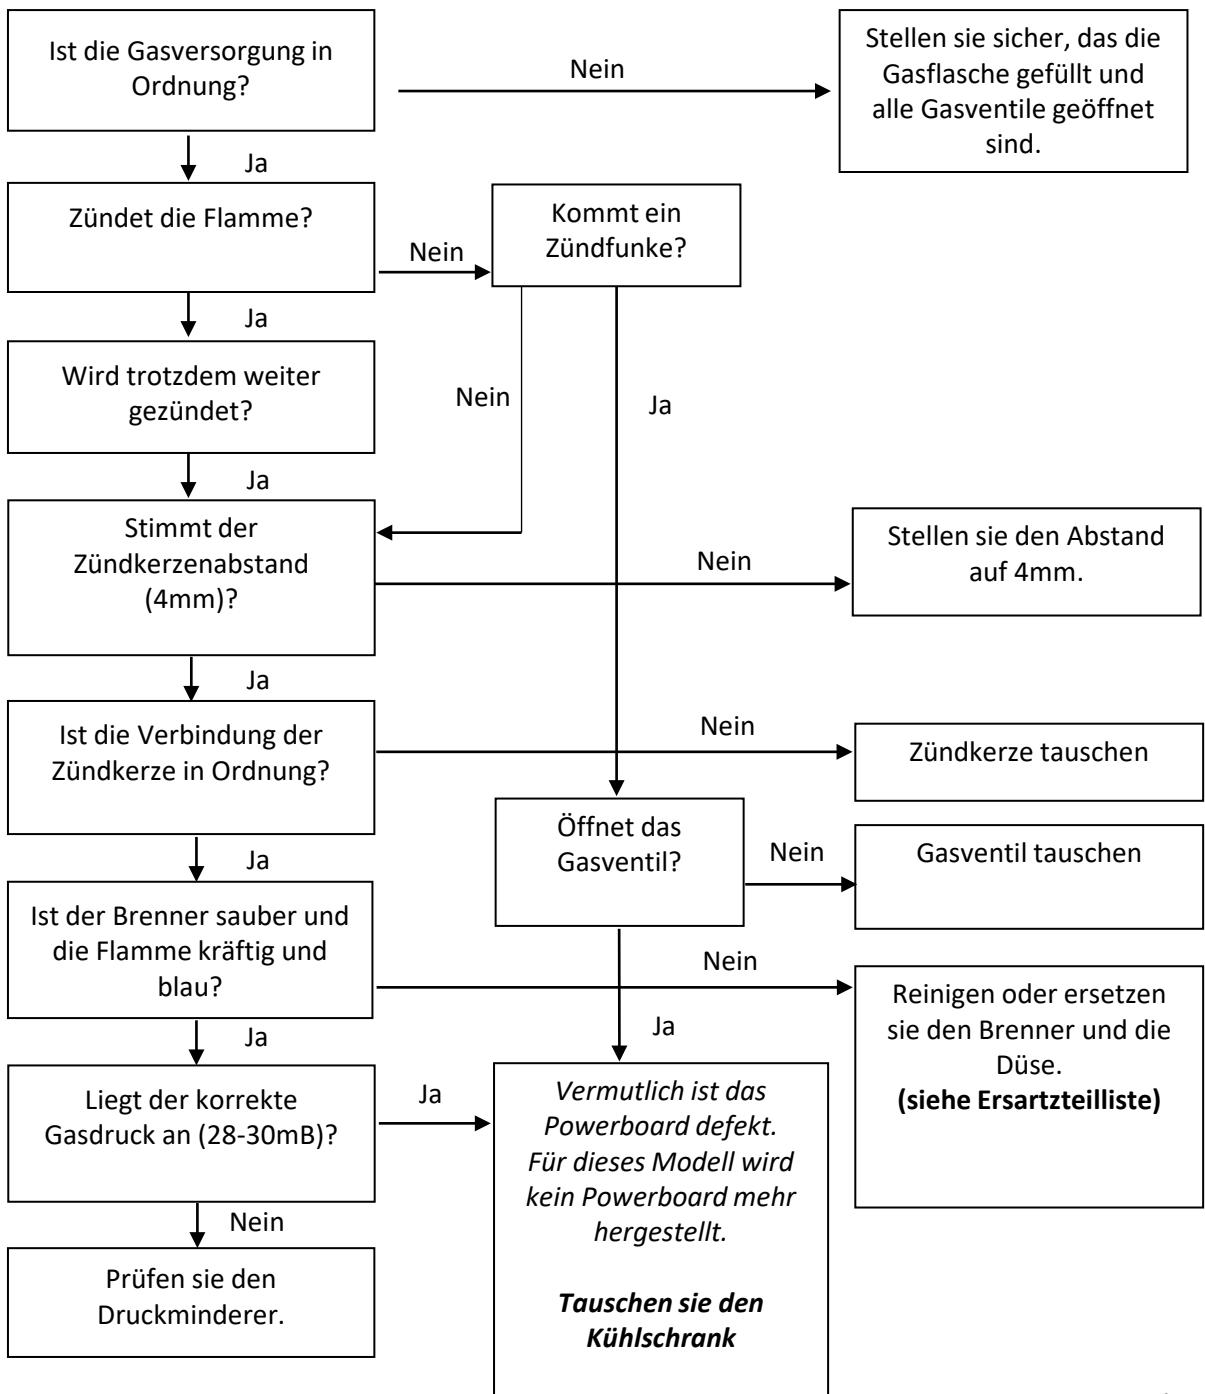 Ist die Gasversorgung in
Ordnung?
Nein
Stellen sie sicher, das die
Gasflasche gefüllt und
alle Gasventile geöffnet
sind.
Ja
Zündet die Flamme?
Nein
Kommt ein
Zündfunke?
Ja
Wird trotzdem weiter
gezündet?
Nein
Ja
Ja
Stimmt der
Zündkerzenabstand
(4mm)?
Nein
Stellen sie den Abstand
auf 4mm.
Ja
Ist die Verbindung der
Zündkerze in Ordnung?
Nein
Zündkerze tauschen
Öffnet das
Gasventil?
Nein
Gasventil tauschen
Ja
Ist der Brenner sauber und
die Flamme kräftig und
blau?
Nein
Reinigen oder ersetzen
sie den Brenner und die
Düse.
(siehe Ersartzteilliste)
Ja
Ja
Liegt der korrekte
Gasdruck an (28-30mB)?
Ja
Vermutlich ist das
Powerboard defekt.
Für dieses Modell wird
kein Powerboard mehr
hergestellt.
Tauschen sie den
Kühlschrank
Nein
Prüfen sie den
Druckminderer.